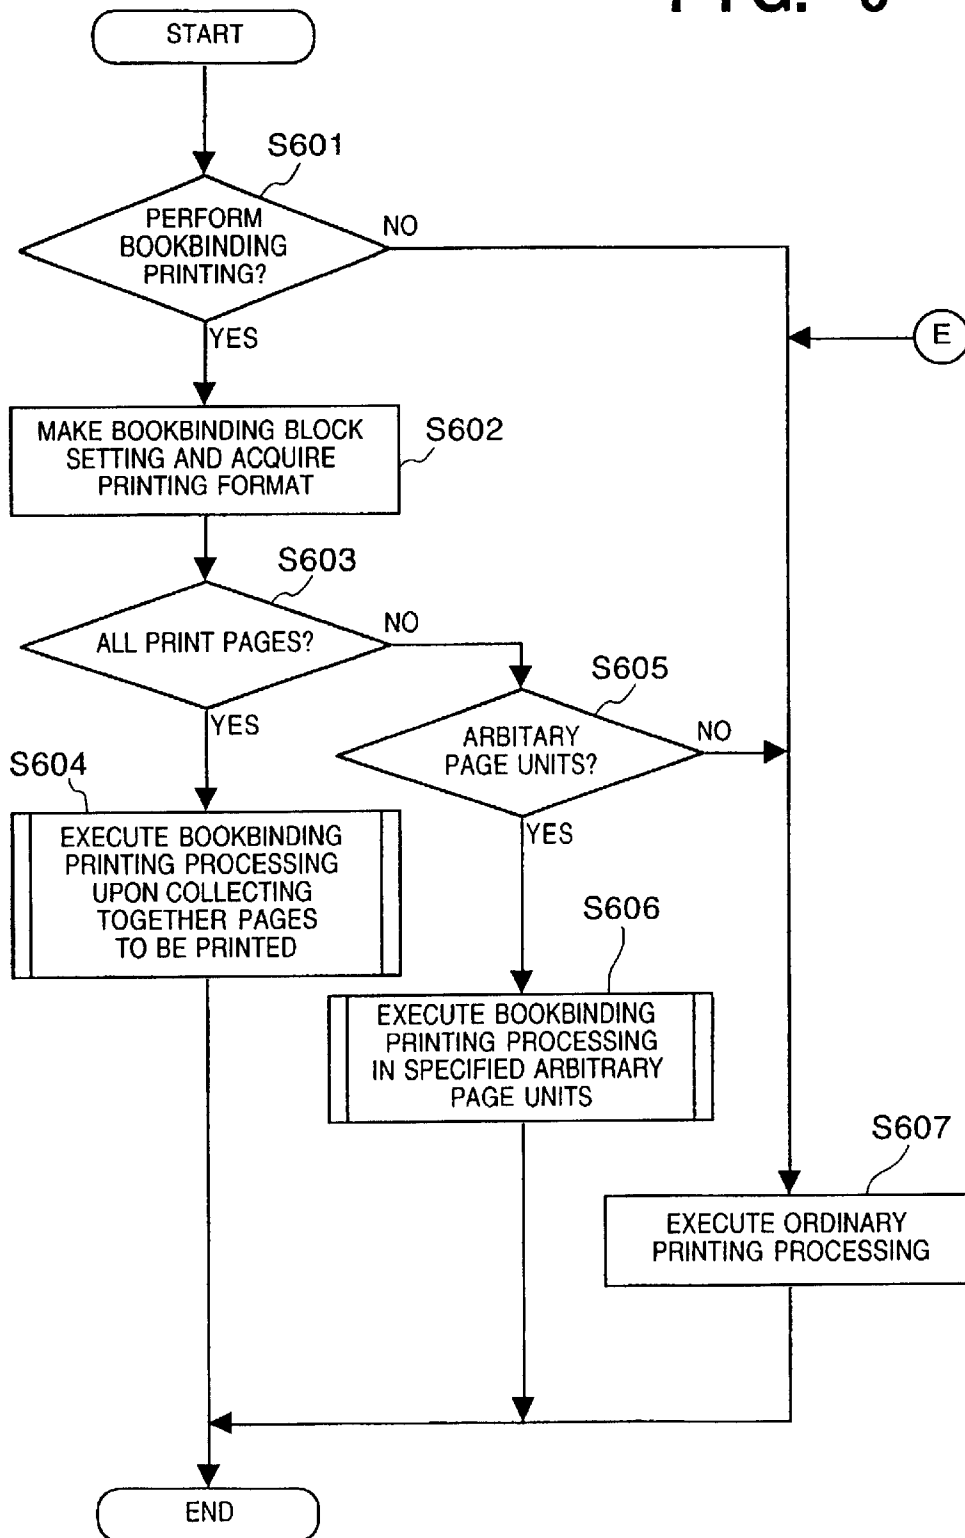 START
S601
PERFORM
BOOKBINDING
PRINTING?
NO
YES
E
MAKE BOOKBINDING BLOCK
SETTING AND ACQUIRE
PRINTING FORMAT
S602
S603
ALL PRINT PAGES?
NO
YES
S605
ARBITARY
PAGE UNITS?
NO
YES
S604
EXECUTE BOOKBINDING
PRINTING PROCESSING
UPON COLLECTING
TOGETHER PAGES
TO BE PRINTED
S606
EXECUTE BOOKBINDING
PRINTING PROCESSING
IN SPECIFIED ARBITRARY
PAGE UNITS
S607
EXECUTE ORDINARY
PRINTING PROCESSING
END